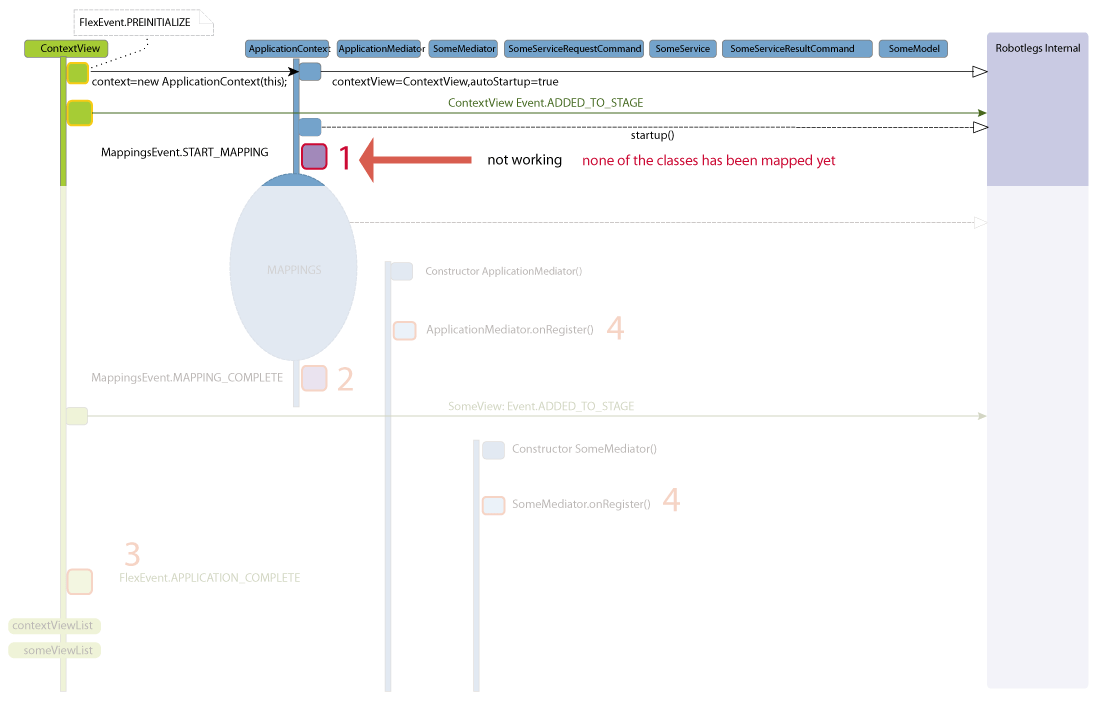 FlexEvent.PREINITIALIZE
ContextView
ApplicationContext
ApplicationMediator
SomeMediator
SomeServiceRequestCommand
SomeService
SomeServiceResultCommand
SomeModel
Robotlegs Internal
context=new ApplicationContext(this);
contextView=ContextView,autoStartup=true
ContextView Event.ADDED_TO_STAGE
startup()
MappingsEvent.START_MAPPING
1
not working
none of the classes has been mapped yet
MAPPINGS
Constructor ApplicationMediator()
ApplicationMediator.onRegister()
4
MappingsEvent.MAPPING_COMPLETE
2
SomeView: Event.ADDED_TO_STAGE
Constructor SomeMediator()
SomeMediator.onRegister()
4
3
FlexEvent.APPLICATION_COMPLETE
contextViewList
someViewList